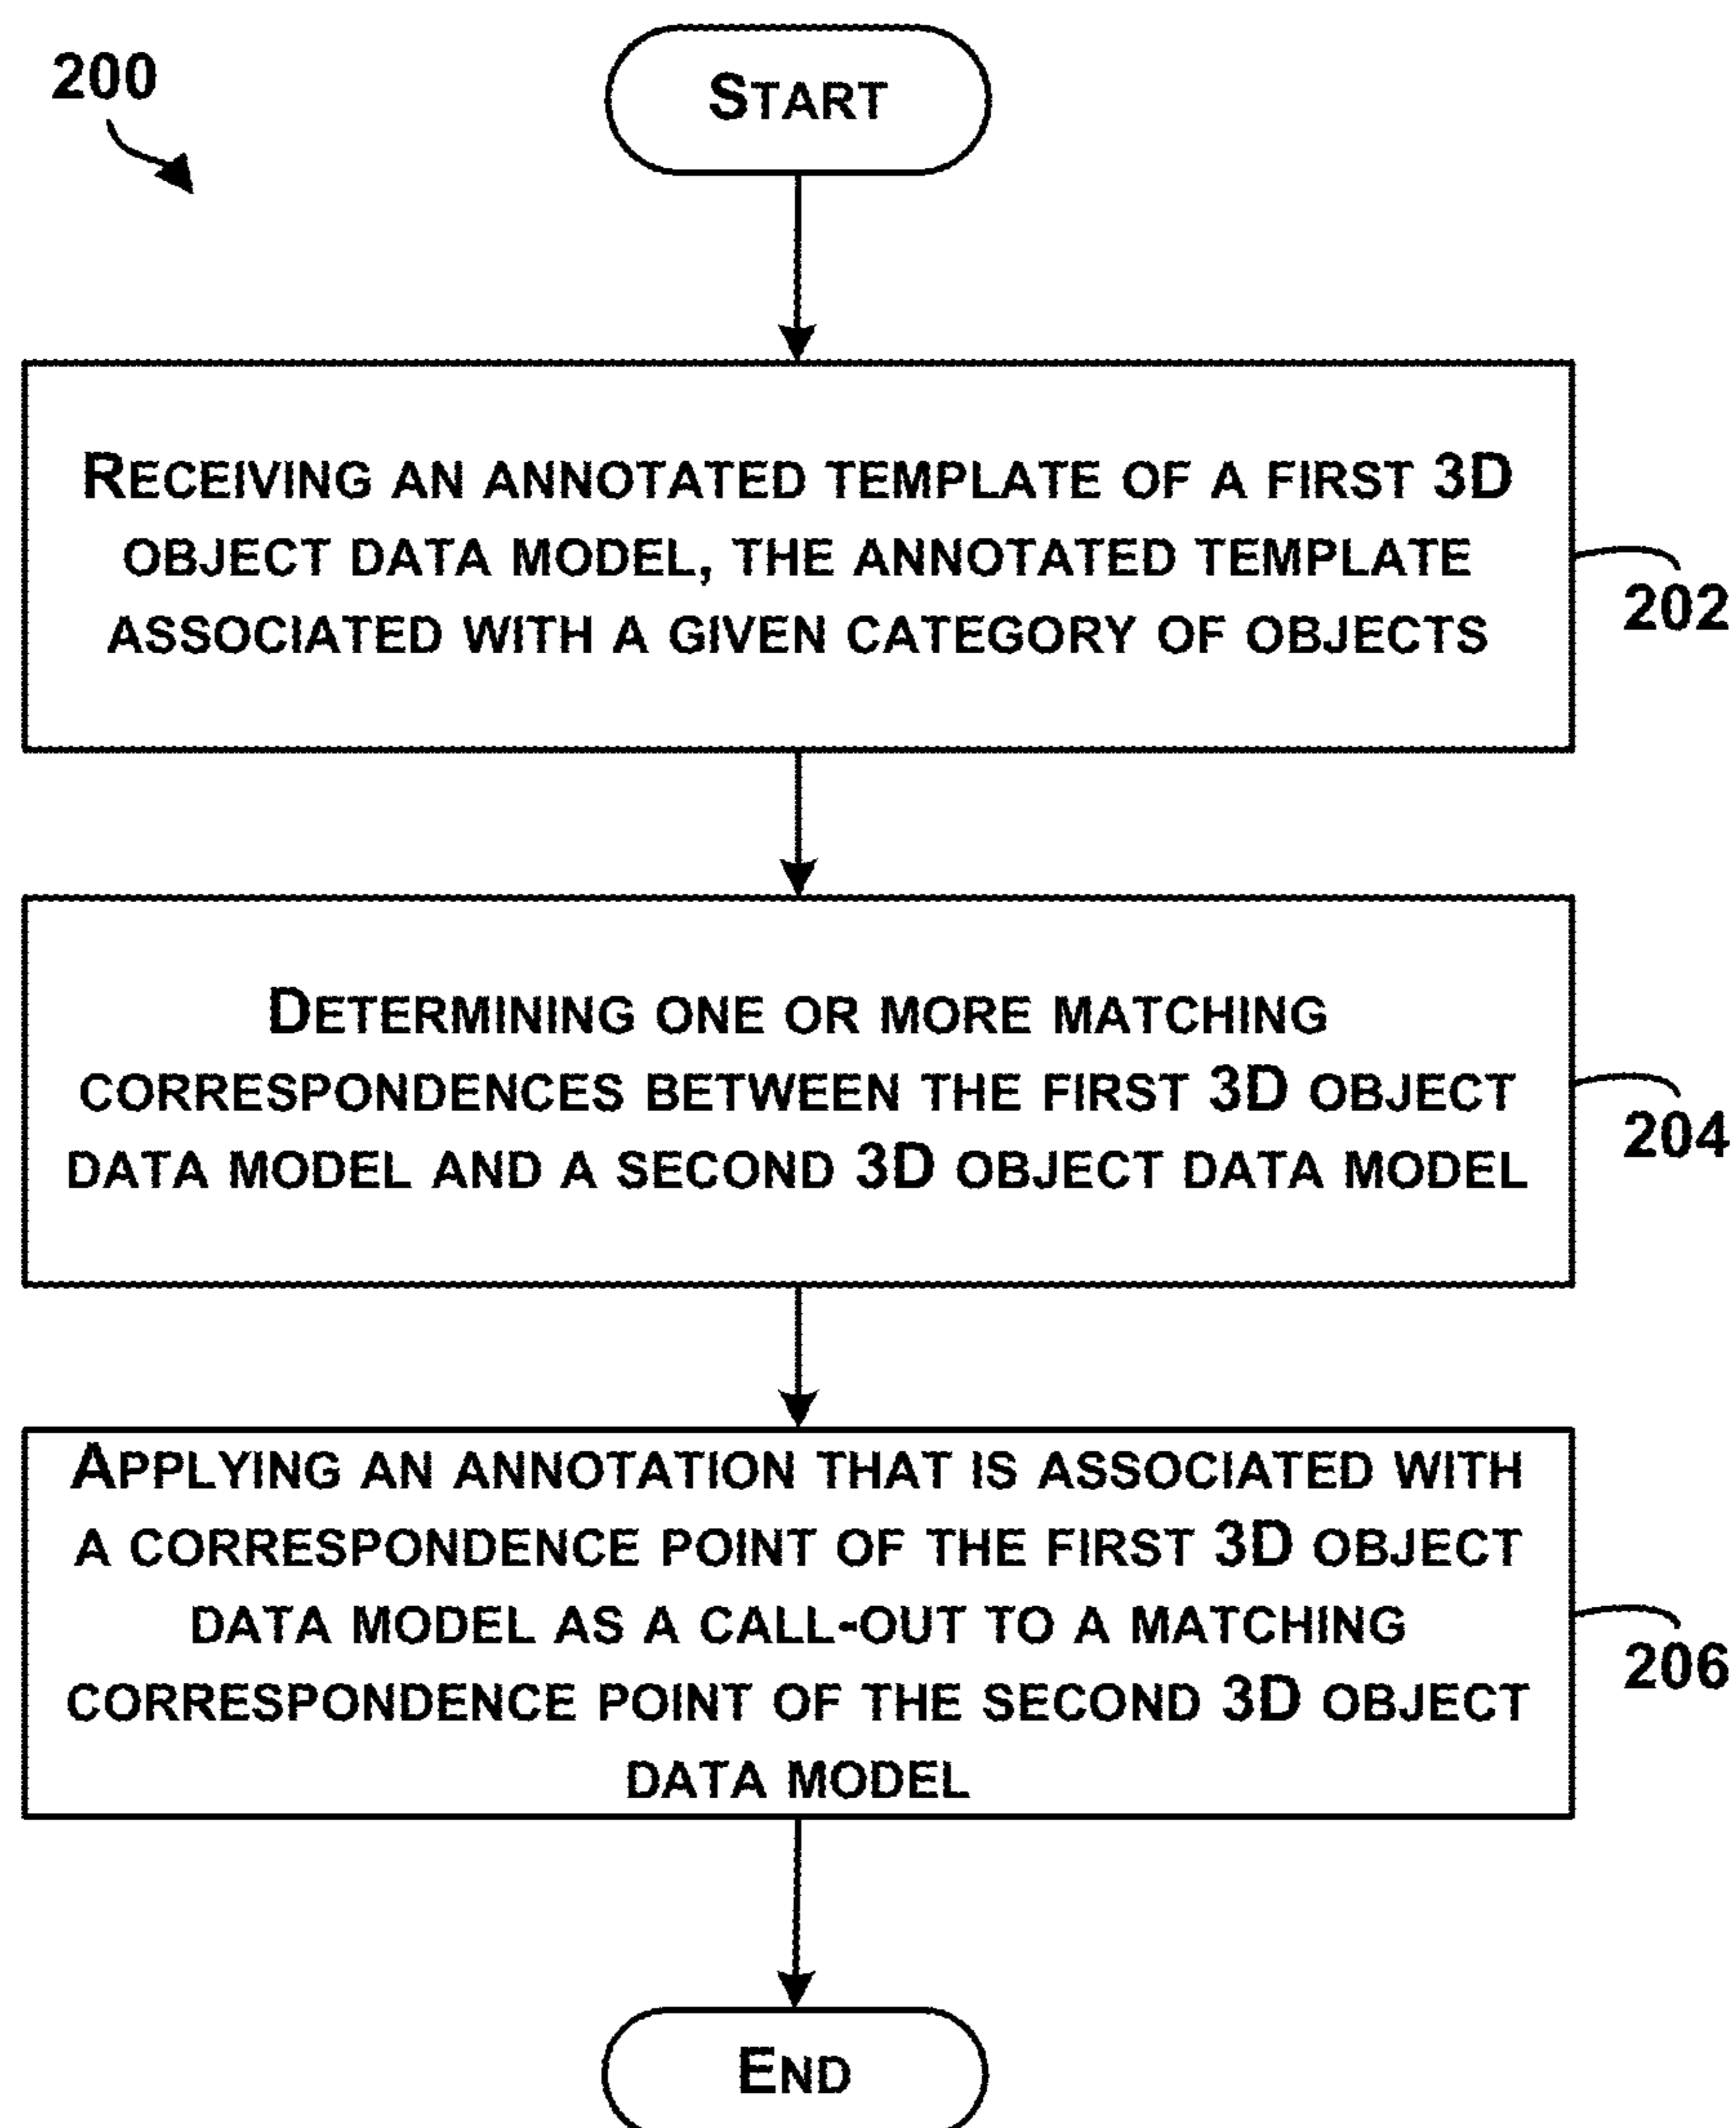 200
START
RECEIVING AN ANNOTATED TEMPLATE OF A FIRST 3D
OBJECT DATA MODEL, THE ANNOTATED TEMPLATE
ASSOCIATED WITH A GIVEN CATEGORY OF OBJECTS
202
DETERMINING ONE OR MORE MATCHING
CORRESPONDENCES BETWEEN THE FIRST 3D OBJECT
DATA MODEL AND A SECOND 3D OBJECT DATA MODEL
204
APPLYING AN ANNOTATION THAT IS ASSOCIATED WITH
A CORRESPONDENCE POINT OF THE FIRST 3D OBJECT
DATA MODEL AS A CALL-OUT TO A MATCHING
CORRESPONDENCE POINT OF THE SECOND 3D OBJECT
DATA MODEL
206
END